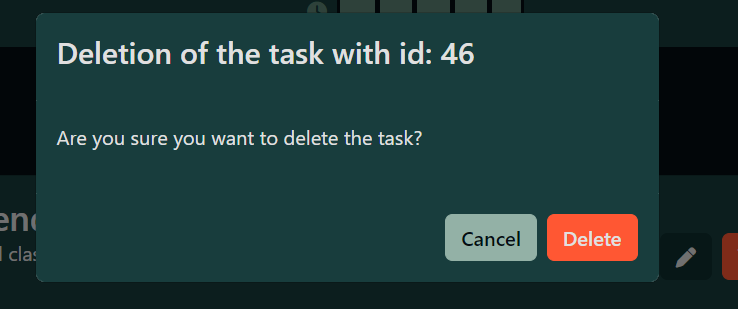 Deletion of the task with id: 46
Are you sure you want to delete the task?
Cancel
Delete